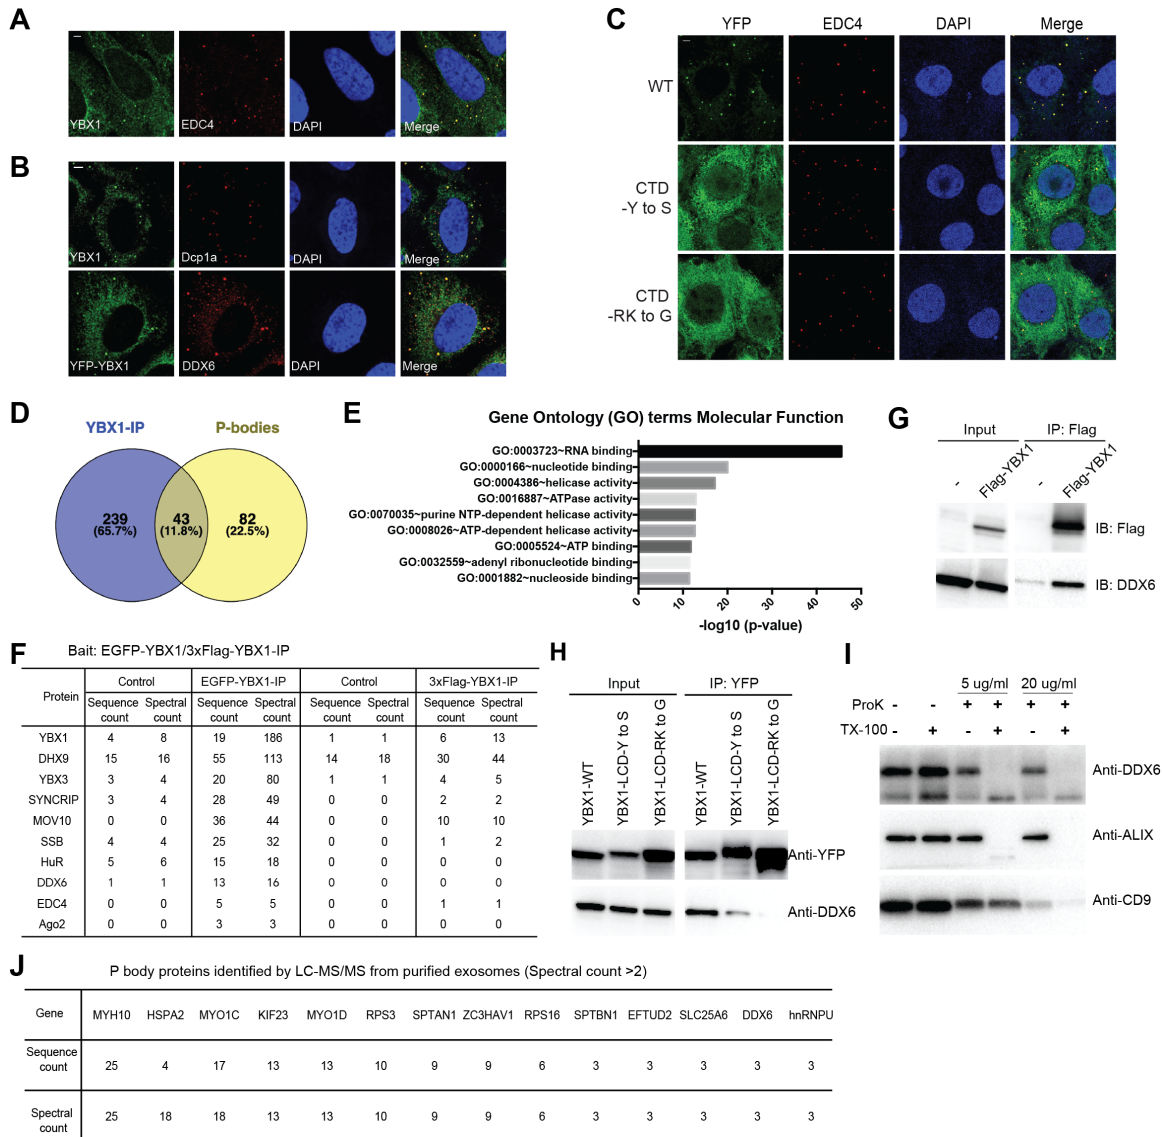 A
YBX1
EDC4
DAPI
Merge
B
YBX1
Dcp1a
DAPI
Merge
YFP-YBX1
DDX6
DAPI
Merge
C
YFP EDC4 DAPI Merge
WT
CTD
-Y to S
CTD
-RK to G
D
YBX1-IP
P-bodies
239
(65.7%)
43
(11.8%)
82
(22.5%)
E
Gene Ontology (GO) terms Molecular Function
GO:0003723~RNA binding
GO:0000166~nucleotide binding
GO:0004386~helicase activity
GO:0016887~ATPase activity
GO:0070035~purine NTP-dependent helicase activity
GO:0008026~ATP-dependent helicase activity
GO:0005524~ATP binding
GO:0032559~adenyl ribonucleotide binding
GO:0001882~nucleoside binding
0 10 20 30 40 50
-log10 (p-value)
G
Input IP: Flag
- Flag-YBX1 - Flag-YBX1
IB: Flag
IB: DDX6
F
Bait: EGFP-YBX1/3xFlag-YBX1-IP
Protein
Control EGFP-YBX1-IP Control 3xFlag-YBX1-IP
Sequence Spectral Sequence Spectral Sequence Spectral Sequence Spectral
count count count count count count count count
YBX1 4 8 19 186 1 1 6 13
DHX9 15 16 55 113 14 18 30 44
YBX3 3 4 20 80 1 1 4 5
SYNCRIP 3 4 28 49 0 0 2 2
MOV10 0 0 36 44 0 0 10 10
SSB 4 4 25 32 0 0 1 2
HuR 5 6 15 18 0 0 0 0
DDX6 1 1 13 16 0 0 0 0
EDC4 0 0 5 5 0 0 1 1
Ago2 0 0 3 3 0 0 0 0
H
Input IP: YFP
YBX1-WT YBX1-LCD-Y to S YBX1-LCD-RK to G YBX1-WT YBX1-LCD-Y to S YBX1-LCD-RK to G
Anti-YFP
Anti-DDX6
I
5 ug/ml 20 ug/ml
ProK - - + + + +
TX-100 - + - + - +
Anti-DDX6
Anti-ALIX
Anti-CD9
J
P body proteins identified by LC-MS/MS from purified exosomes (Spectral count >2)
Gene MYH10 HSPA2 MYO1C KIF23 MYO1D RPS3 SPTAN1 ZC3HAV1 RPS16 SPTBN1 EFTUD2 SLC25A6 DDX6 hnRNPU
Sequence
count 25 4 17 13 13 10 9 9 6 3 3 3 3 3
Spectral
count 25 18 18 13 13 10 9 9 6 3 3 3 3 3